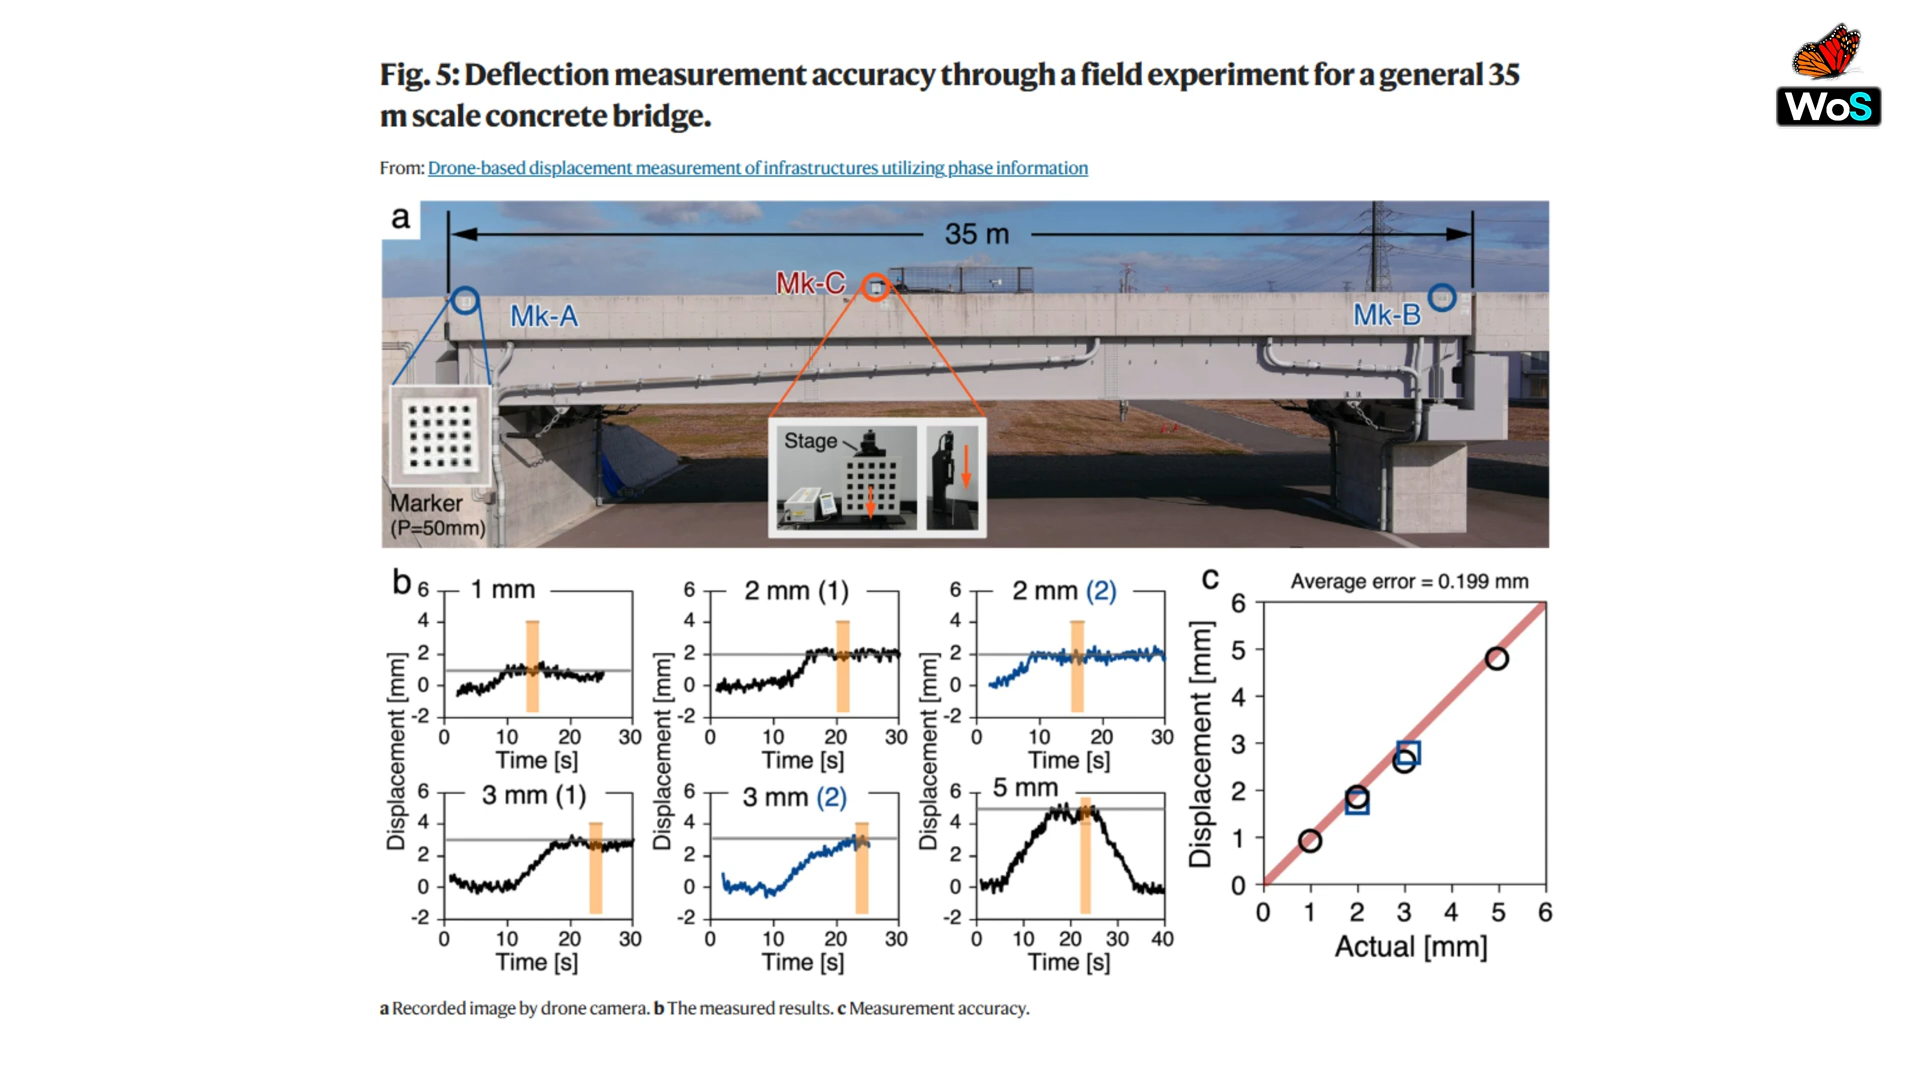 WoS
Fig. 5: Deflection measurement accuracy through a field experiment for a general 35
m scale concrete bridge.
From: Drone-based displacement measurement of infrastructures utilizing phase information
a
35 m
Mk-C
Mk-A
Mk-B
Stage
Marker
(P=50mm)
b
1 mm
6
4
2
0
-2
0 10 20 30
Time [s]
Displacement [mm]
2 mm (1)
6
4
2
0
-2
0 10 20 30
Time [s]
Displacement [mm]
2 mm (2)
6
4
2
0
-2
0 10 20 30
Time [s]
Displacement [mm]
3 mm (1)
6
4
2
0
-2
0 10 20 30
Time [s]
3 mm (2)
6
4
2
0
-2
0 10 20 30
Time [s]
5 mm
6
4
2
0
-2
0 10 20 30 40
Time [s]
c
Average error = 0.199 mm
Displacement [mm]
6
5
4
3
2
1
0
0 1 2 3 4 5 6
Actual [mm]
a Recorded image by drone camera. b The measured results. c Measurement accuracy.